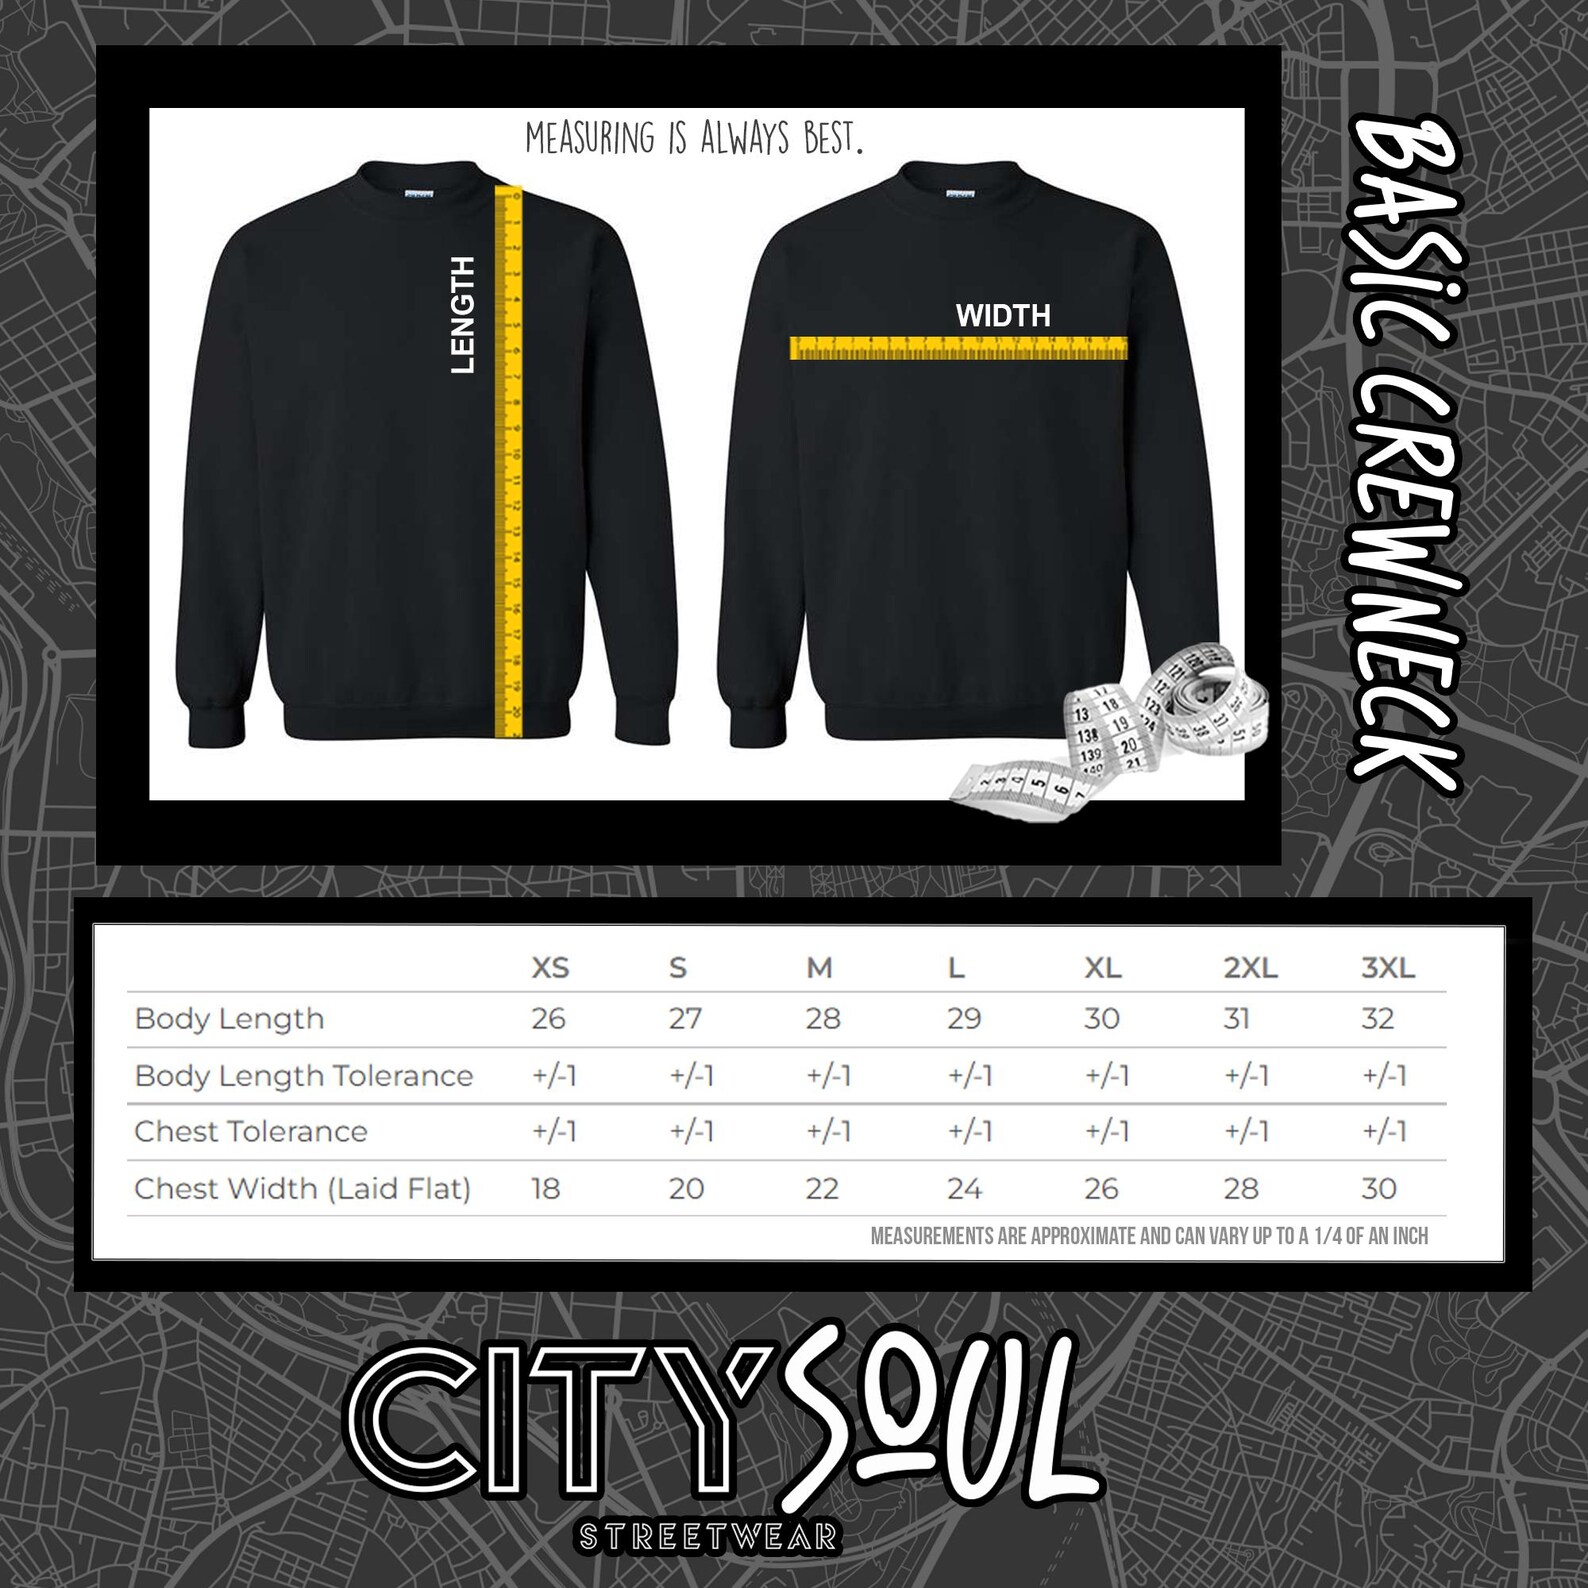 MEASURING IS ALWAYS BEST.
LENGTH
WIDTH
BASiC CREWNECK
XS S M L XL 2XL 3XL
Body Length 26 27 28 29 30 31 32
Body Length Tolerance +/-1 +/-1 +/-1 +/-1 +/-1 +/-1 +/-1
Chest Tolerance +/-1 +/-1 +/-1 +/-1 +/-1 +/-1 +/-1
Chest Width (Laid Flat) 18 20 22 24 26 28 30
MEASUREMENTS ARE APPROXIMATE AND CAN VARY UP TO A 1/4 OF AN INCH
CITY SOUL
STREETWEAR